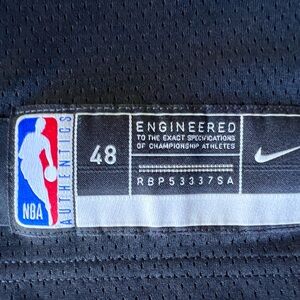 NBA
AUTHENTICS
48
ENGINEERED
TO THE EXACT SPECIFICATIONS
OF CHAMPIONSHIP ATHLETES
RBP53337SA